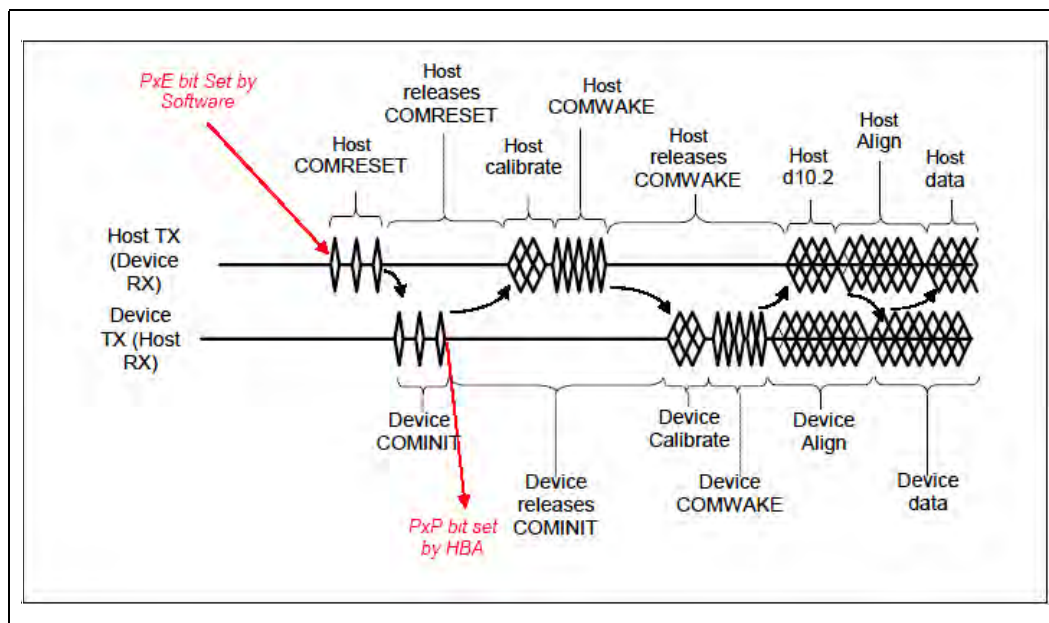 PxE bit Set by
Software
Host
COMRESET
Host
releases
COMRESET
Host
calibrate
Host
COMWAKE
Host
releases
COMWAKE
Host
d10.2
Host
Align
Host
data
Host TX
(Device
RX)
Device
TX (Host
RX)
Device
COMINIT
PxP bit set
by HBA
Device
releases
COMINIT
Device
Calibrate
Device
COMWAKE
Device
Align
Device
data